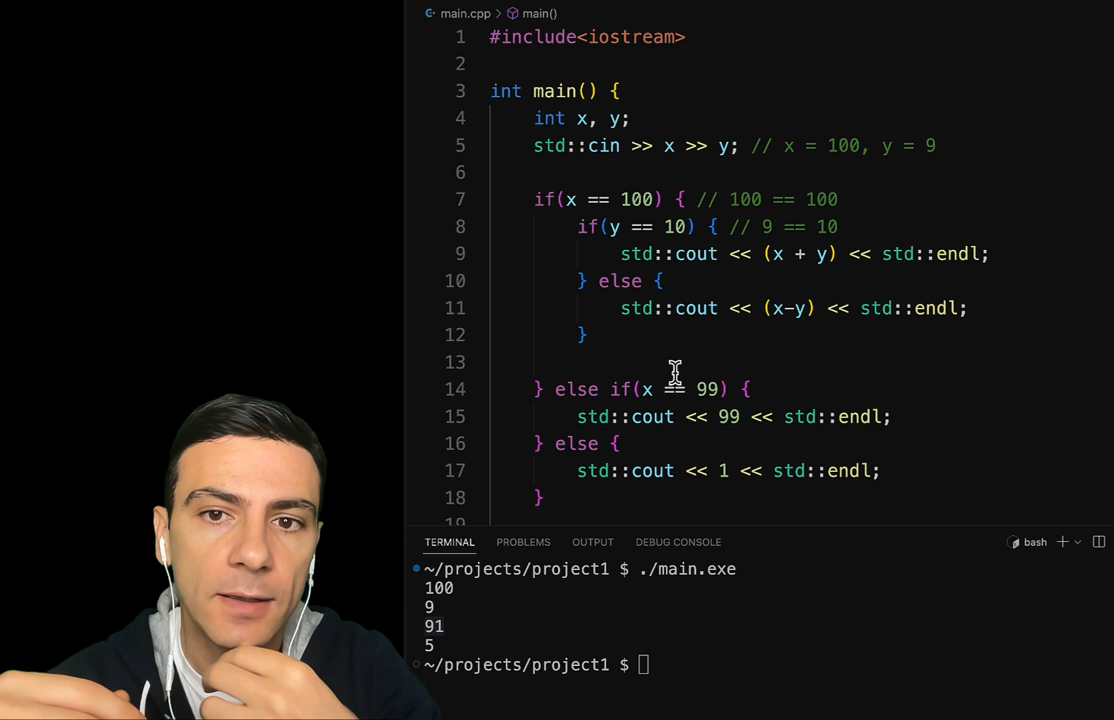 main.cpp > main()
1 #include<iostream>
2
3 int main() {
4 int x, y;
5 std::cin >> x >> y; // x = 100, y = 9
6
7 if(x == 100) { // 100 == 100
8 if(y == 10) { // 9 == 10
9 std::cout << (x + y) << std::endl;
10 } else {
11 std::cout << (x-y) << std::endl;
12 }
13
14 } else if(x == 99) {
15 std::cout << 99 << std::endl;
16 } else {
17 std::cout << 1 << std::endl;
18 }
19
TERMINAL PROBLEMS OUTPUT DEBUG CONSOLE bash
~/projects/project1 $ ./main.exe
100
9
91
5
~/projects/project1 $